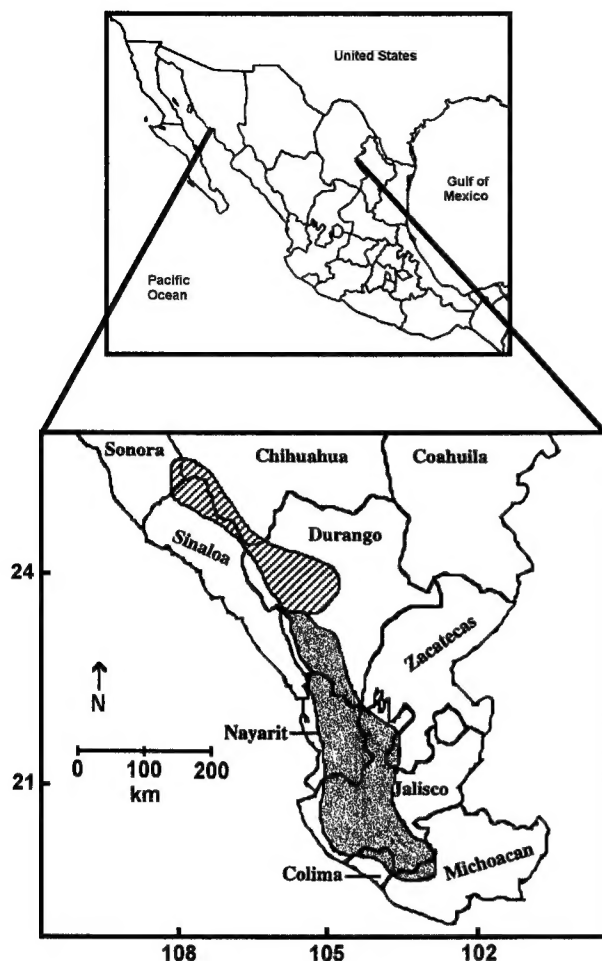 United States
Gulf of
Mexico
Pacific
Ocean
Sonora
Chihuahua
Coahuila
Sinaloa
Durango
24
Zacatecas
N
Nayarit
0 100 200
km
21
Jalisco
Colima
Michoacan
108 105 102